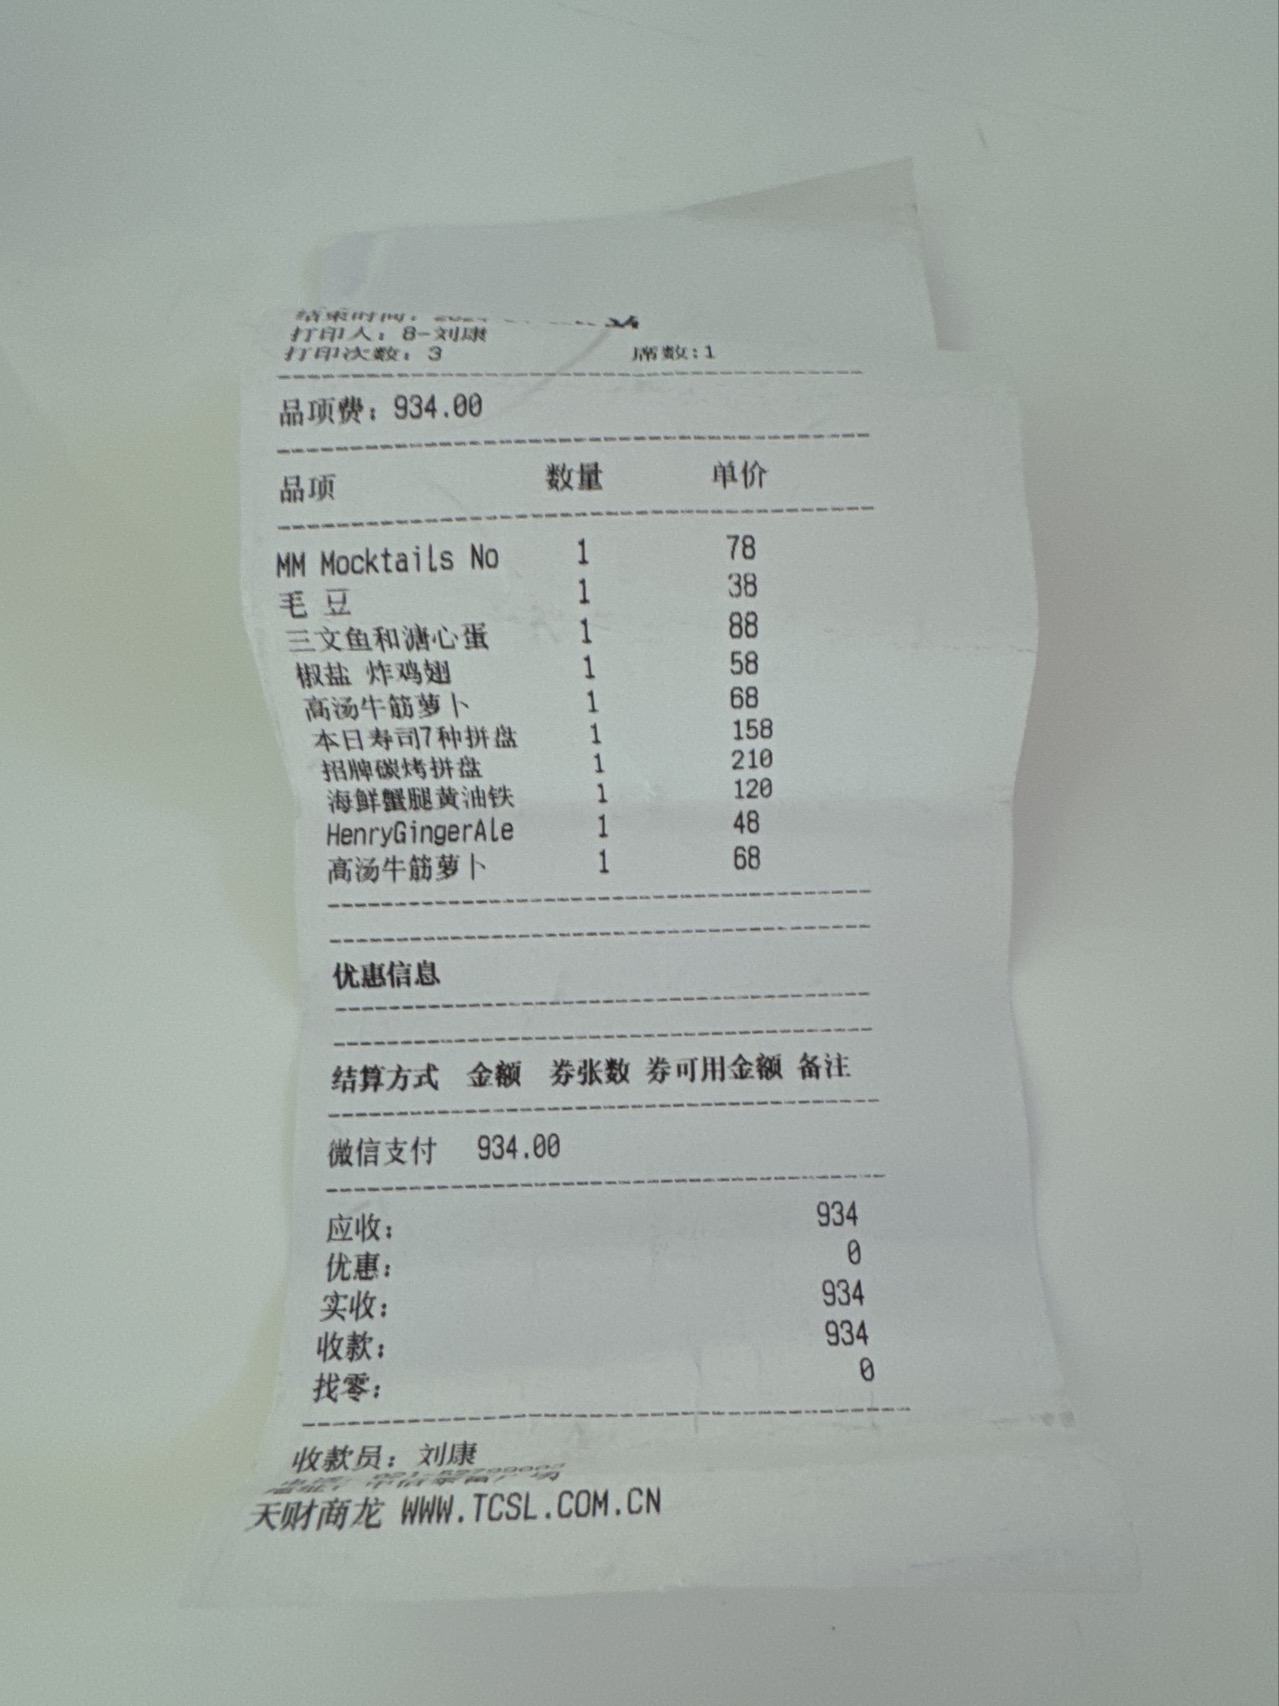 结束时间：
打印人：8-刘康
打印次数：3 席数:1
品项费：934.00
品项 数量 单价
MM Mocktails No 1 78
毛 豆 1 38
三文鱼和溏心蛋 1 88
椒盐 炸鸡翅 1 58
高汤牛筋萝卜 1 68
本日寿司7种拼盘 1 158
招牌碳烤拼盘 1 210
海鲜蟹腿黄油铁 1 120
HenryGingerAle 1 48
高汤牛筋萝卜 1 68
优惠信息
结算方式 金额 券张数 券可用金额 备注
微信支付 934.00
应收： 934
优惠： 0
实收： 934
收款： 934
找零： 0
收款员：刘康
天财商龙 WWW.TCSL.COM.CN